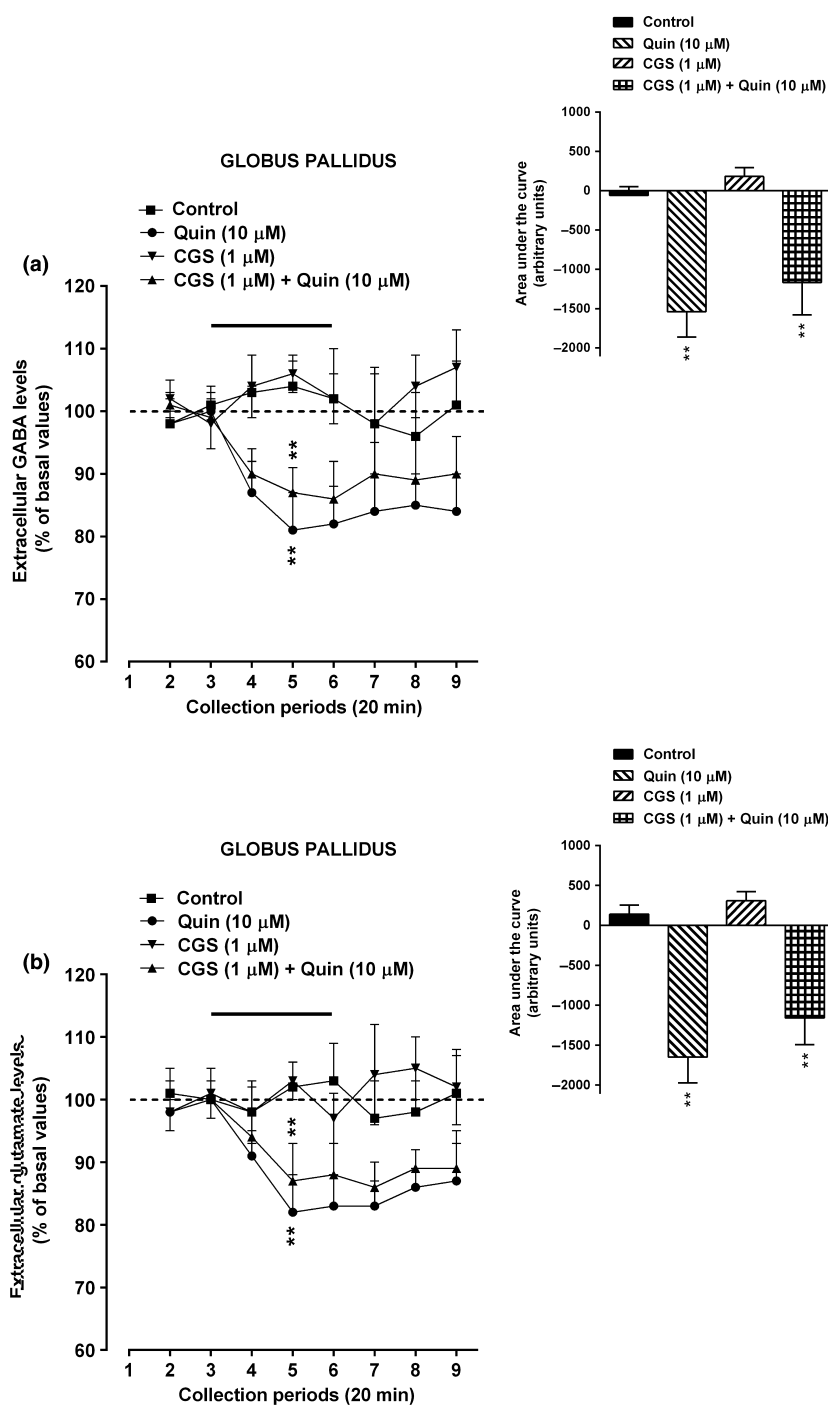 Control
Quin (10 μM)
CGS (1 μM)
CGS (1 μM) + Quin (10 μM)
1000
500
0
–500
–1000
–1500
–2000
Area under the curve
(arbitrary units)
**
**
GLOBUS PALLIDUS
Control
Quin (10 μM)
CGS (1 μM)
CGS (1 μM) + Quin (10 μM)
(a)
120
110
100
90
80
70
60
Extracellular GABA levels
(% of basal values)
**
**
1 2 3 4 5 6 7 8 9
Collection periods (20 min)
Control
Quin (10 μM)
CGS (1 μM)
CGS (1 μM) + Quin (10 μM)
1000
500
0
–500
–1000
–1500
–2000
Area under the curve
(arbitrary units)
**
**
GLOBUS PALLIDUS
Control
Quin (10 μM)
CGS (1 μM)
CGS (1 μM) + Quin (10 μM)
(b)
120
110
100
90
80
70
60
Extracellular glutamate levels
(% of basal values)
**
**
1 2 3 4 5 6 7 8 9
Collection periods (20 min)